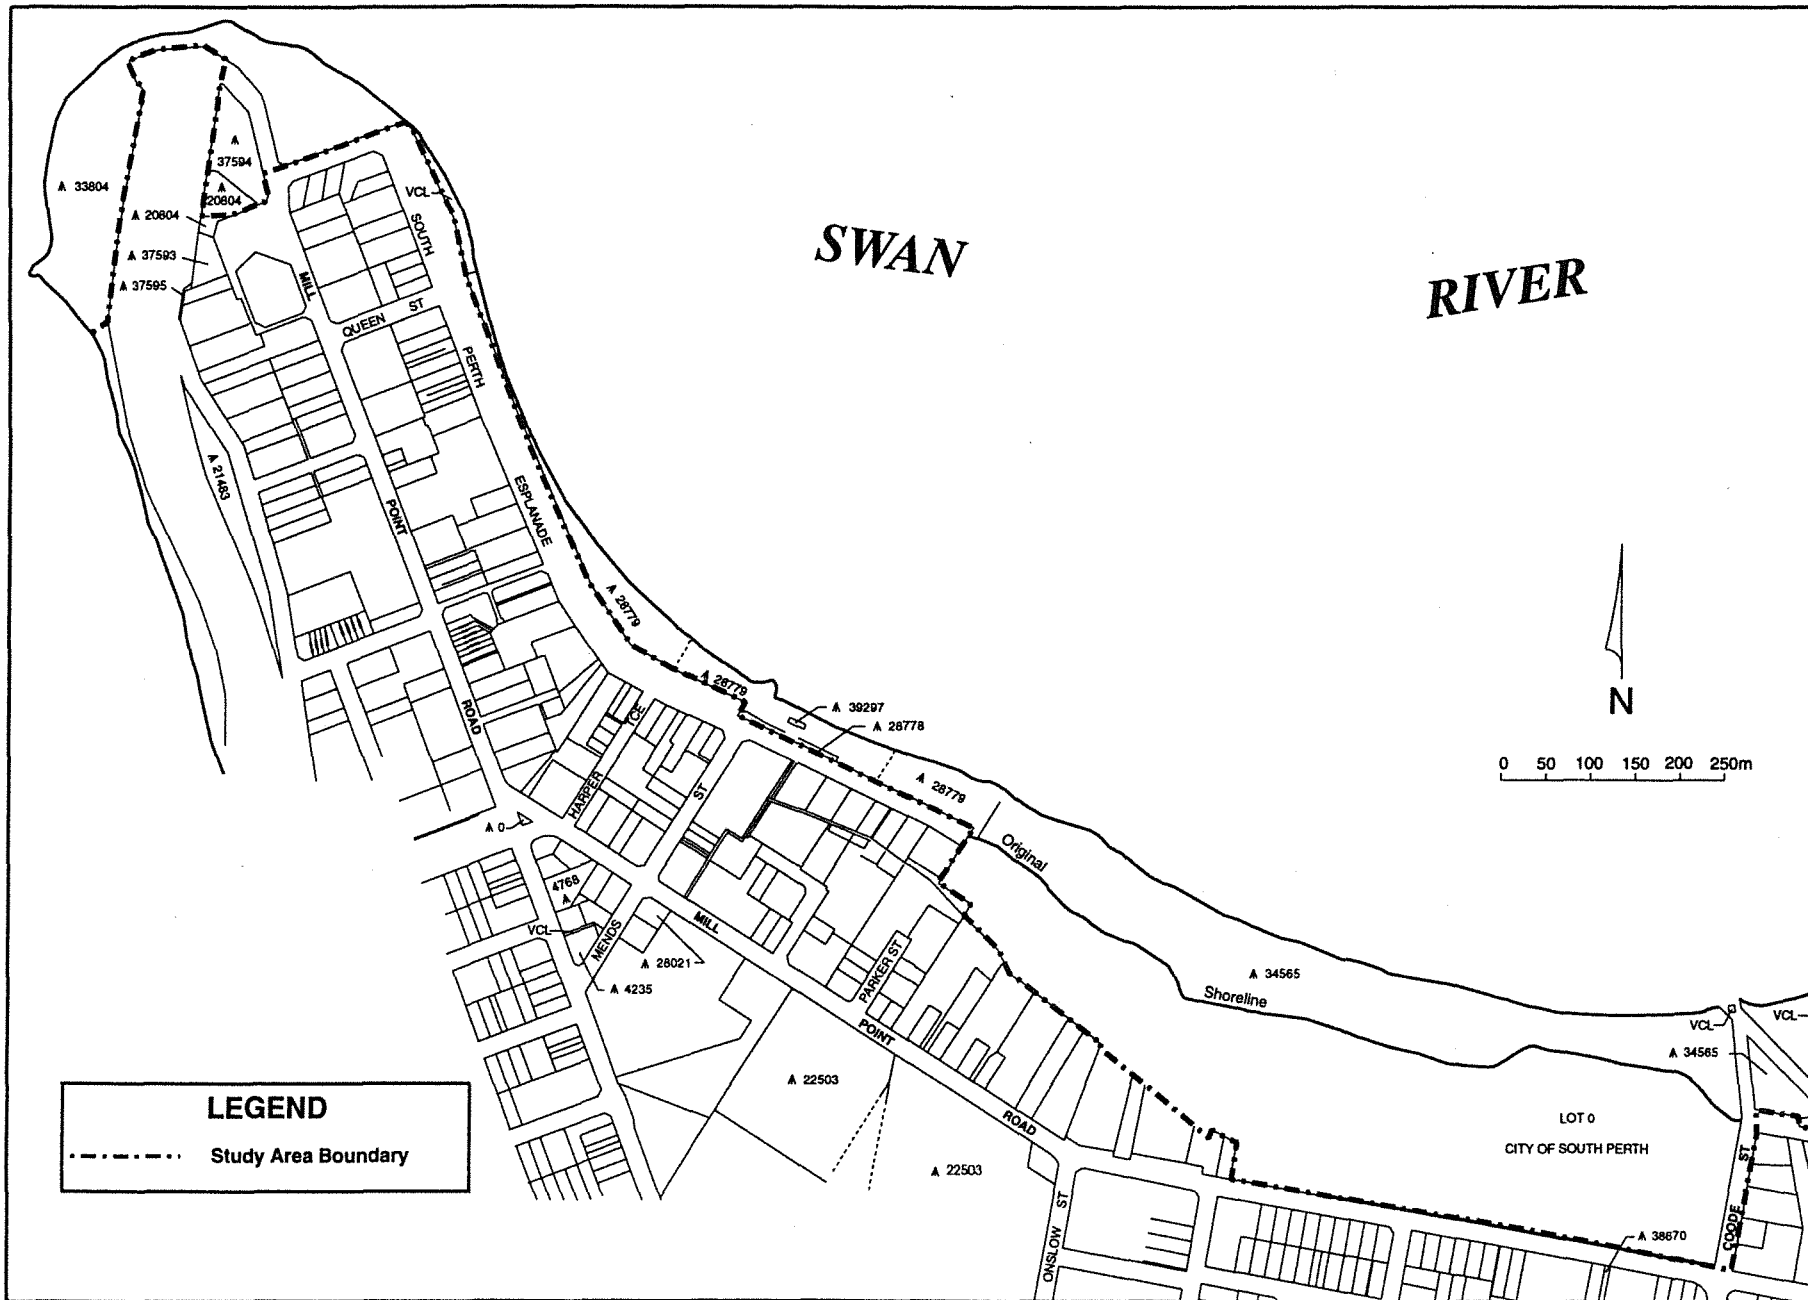 SWAN
RIVER
37594
33804
20804
20804
VCL
SOUTH
37593
37595
MILL
QUEEN ST
PERTH
21463
POINT
ESPLANADE
28779
28779
39297
28778
28779
N
0 50 100 150 200 250m
ROAD
HARPER
CE
ST
0
Original
4768
VCL
MENDS
MILL
28021
4235
PARKER ST
34565
Shoreline
VCL
VCL
34565
POINT
22503
ROAD
22503
LOT 0
CITY OF SOUTH PERTH
COODE ST
ONSLOW ST
38670
LEGEND
Study Area Boundary